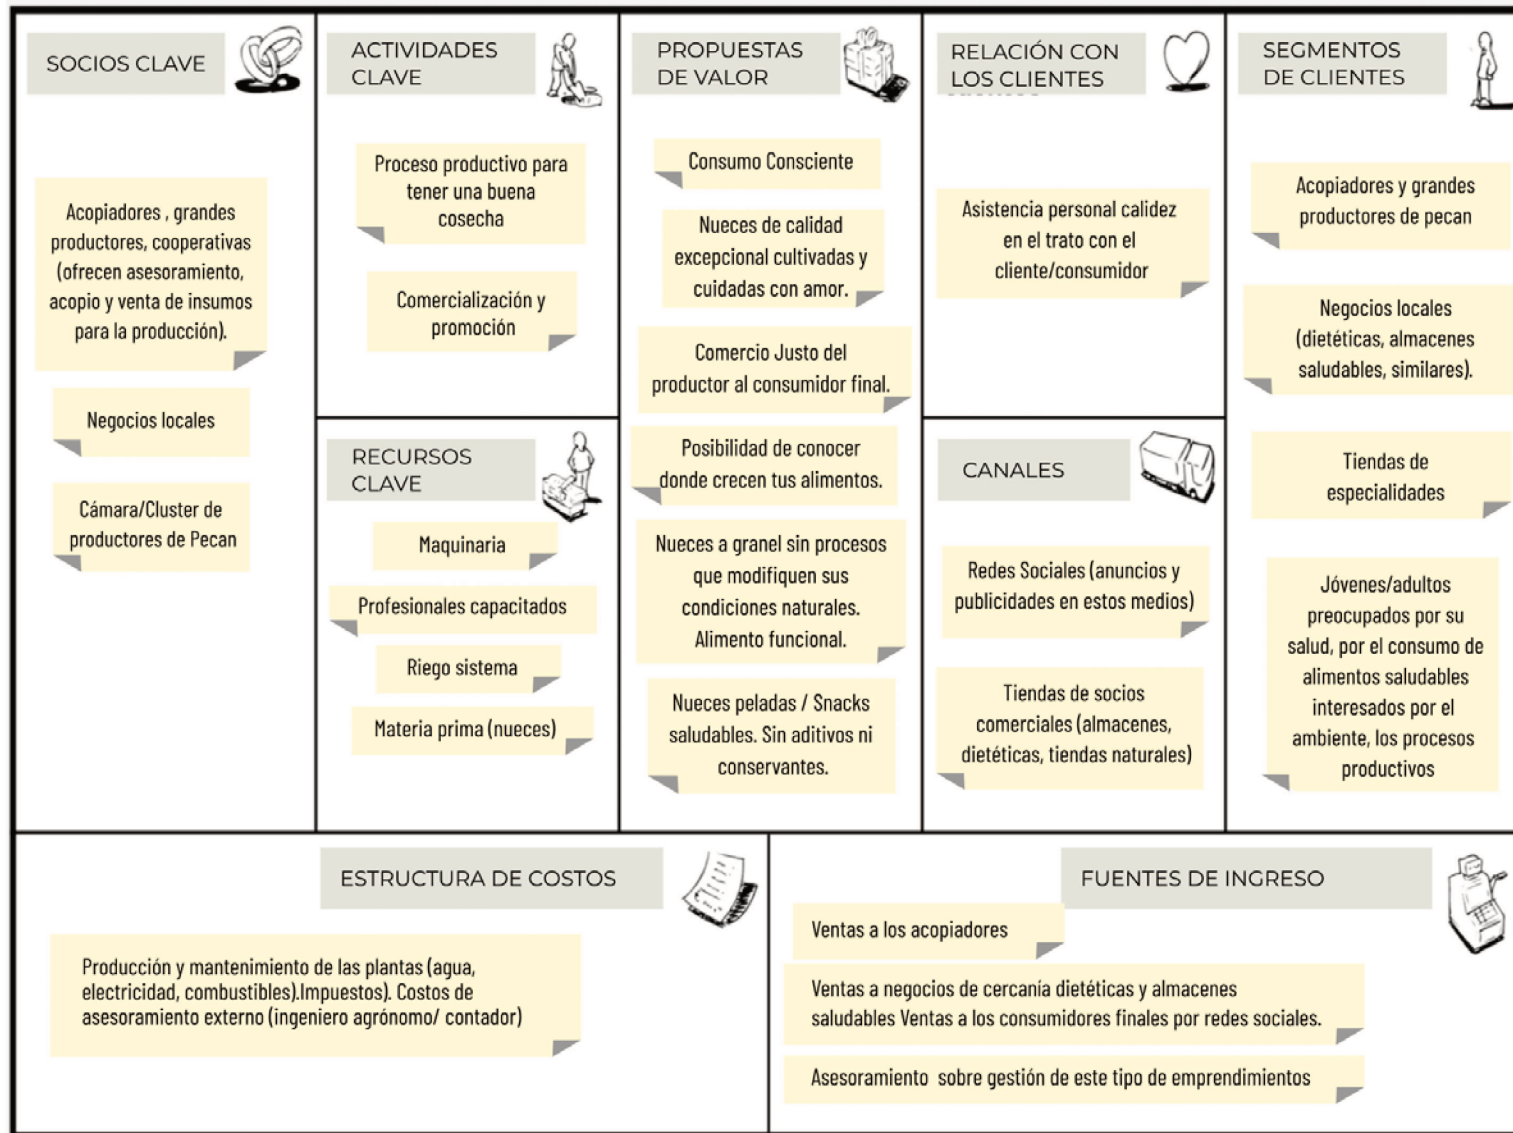 SOCIOS CLAVE
Acopiadores , grandes
productores, cooperativas
(ofrecen asesoramiento,
acopio y venta de insumos
para la producción).
Negocios locales
Cámara/Cluster de
productores de Pecan
ACTIVIDADES
CLAVE
Proceso productivo para
tener una buena
cosecha
Comercialización y
promoción
RECURSOS
CLAVE
Maquinaria
Profesionales capacitados
Riego sistema
Materia prima (nueces)
PROPUESTAS
DE VALOR
Consumo Consciente
Nueces de calidad
excepcional cultivadas y
cuidadas con amor.
Comercio Justo del
productor al consumidor final.
Posibilidad de conocer
donde crecen tus alimentos.
Nueces a granel sin procesos
que modifiquen sus
condiciones naturales.
Alimento funcional.
Nueces peladas / Snacks
saludables. Sin aditivos ni
conservantes.
RELACIÓN CON
LOS CLIENTES
Asistencia personal calidez
en el trato con el
cliente/consumidor
CANALES
Redes Sociales (anuncios y
publicidades en estos medios)
Tiendas de socios
comerciales (almacenes,
dietéticas, tiendas naturales)
SEGMENTOS
DE CLIENTES
Acopiadores y grandes
productores de pecan
Negocios locales
(dietéticas, almacenes
saludables, similares).
Tiendas de
especialidades
Jóvenes/adultos
preocupados por su
salud, por el consumo de
alimentos saludables
interesados por el
ambiente, los procesos
productivos
ESTRUCTURA DE COSTOS
Producción y mantenimiento de las plantas (agua,
electricidad, combustibles).Impuestos). Costos de
asesoramiento externo (ingeniero agrónomo/ contador)
FUENTES DE INGRESO
Ventas a los acopiadores
Ventas a negocios de cercanía dietéticas y almacenes
saludables Ventas a los consumidores finales por redes sociales.
Asesoramiento sobre gestión de este tipo de emprendimientos